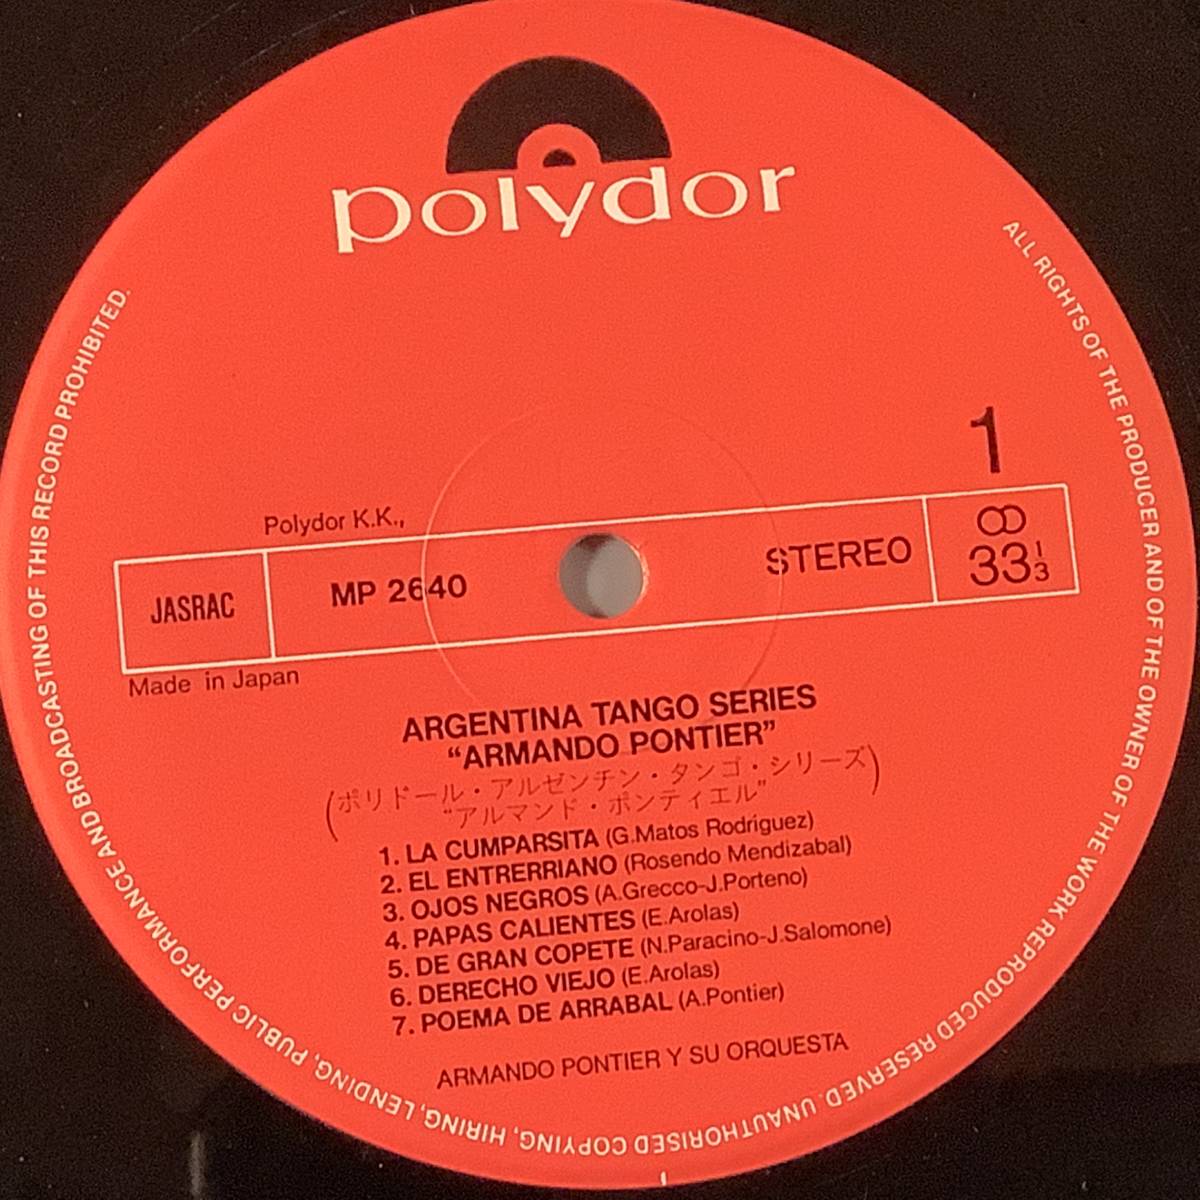 polydor
1
Polydor K.K.,
JASRAC
MP 2640
STEREO
33 1/3
Made in Japan
ARGENTINA TANGO SERIES
“ARMANDO PONTIER”
(ポリドール・アルゼンチン・タンゴ・シリーズ
“アルマンド・ポンティエル”)
1. LA CUMPARSITA (G.Matos Rodriguez)
2. EL ENTRERRIANO (Rosendo Mendizabal)
3. OJOS NEGROS (A.Grecco-J.Porteno)
4. PAPAS CALIENTES (E.Arolas)
5. DE GRAN COPETE (N.Paracino-J.Salomone)
6. DERECHO VIEJO (E.Arolas)
7. POEMA DE ARRABAL (A.Pontier)
ARMANDO PONTIER Y SU ORQUESTA
ALL RIGHTS OF THE PRODUCER AND OF THE OWNER OF THE WORK REPRODUCED RESERVED. UNAUTHORISED COPYING, HIRING, LENDING, PUBLIC PERFORMANCE AND BROADCASTING OF THIS RECORD PROHIBITED.